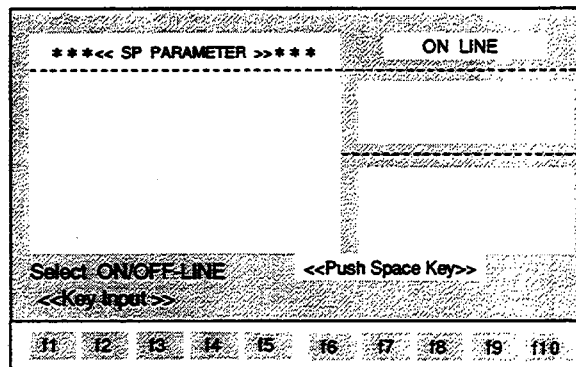 ***<< SP PARAMETER >>*** ON LINE
Select ON/OFF-LINE <<Push Space Key>>
<<Key Input>>
f1 f2 f3 f4 f5 f6 f7 f8 f9 f10